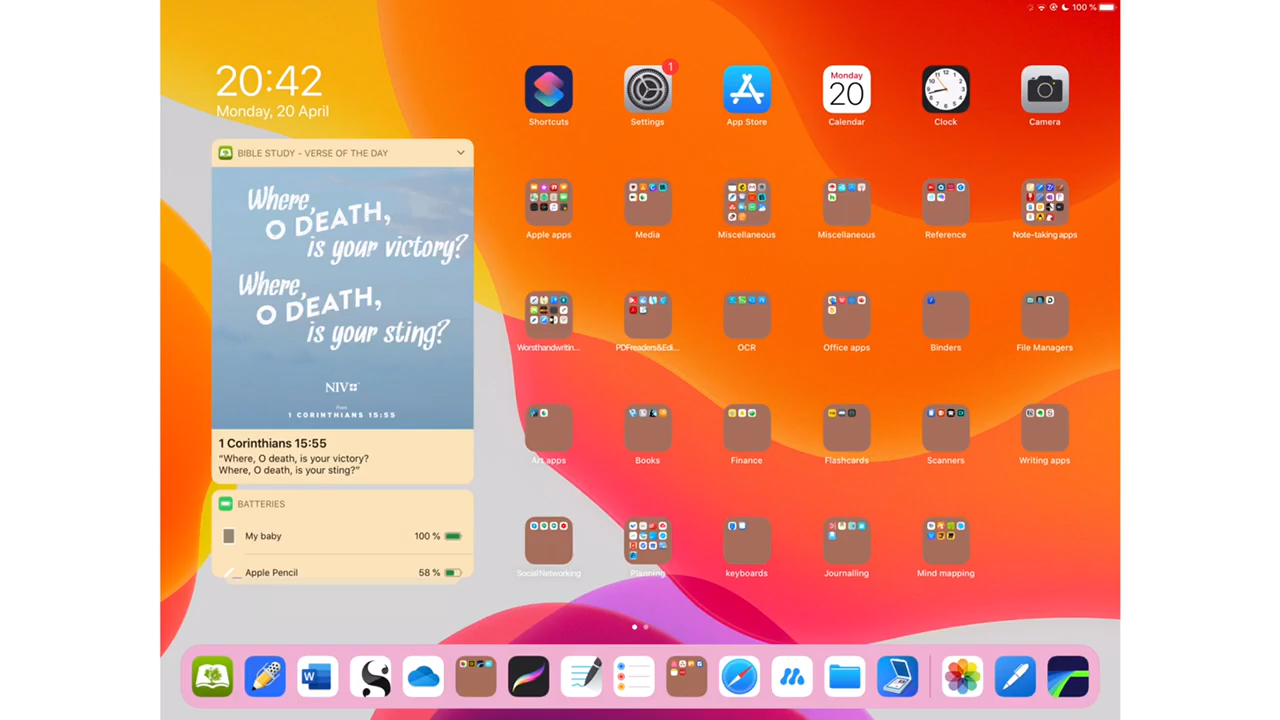 100 %
20:42
Monday, 20 April
BIBLE STUDY - VERSE OF THE DAY
Where,
O DEATH,
is your victory?
Where,
O DEATH,
is your sting?
NIV
From
1 CORINTHIANS 15:55
1 Corinthians 15:55
“Where, O death, is your victory?
Where, O death, is your sting?”
BATTERIES
My baby 100 %
Apple Pencil 58 %
1
Monday
20
Shortcuts Settings App Store Calendar Clock Camera
Apple apps Media Miscellaneous Miscellaneous Reference Note-taking apps
Worsthandwritin... PDFreaders&Edi... OCR Office apps Binders File Managers
Art apps Books Finance Flashcards Scanners Writing apps
SocialNetworking Planning keyboards Journalling Mind mapping
W